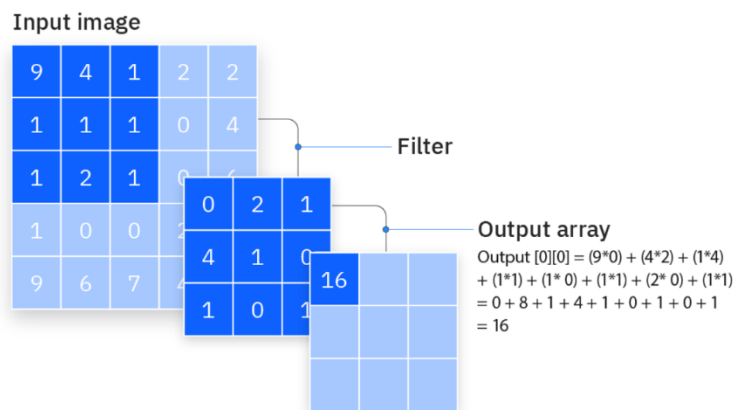 Input image
9 4 1 2 2
1 1 1 0 4
Filter
1 2 1 0
0 2 1
1 0 0 2
Output array
4 1 0
Output [0][0] = (9*0) + (4*2) + (1*4)
16
+ (1*1) + (1* 0) + (1*1) + (2* 0) + (1*1)
9 6 7 4
1 0 1
= 0 + 8 + 1 + 4 + 1 + 0 + 1 + 0 + 1
= 16